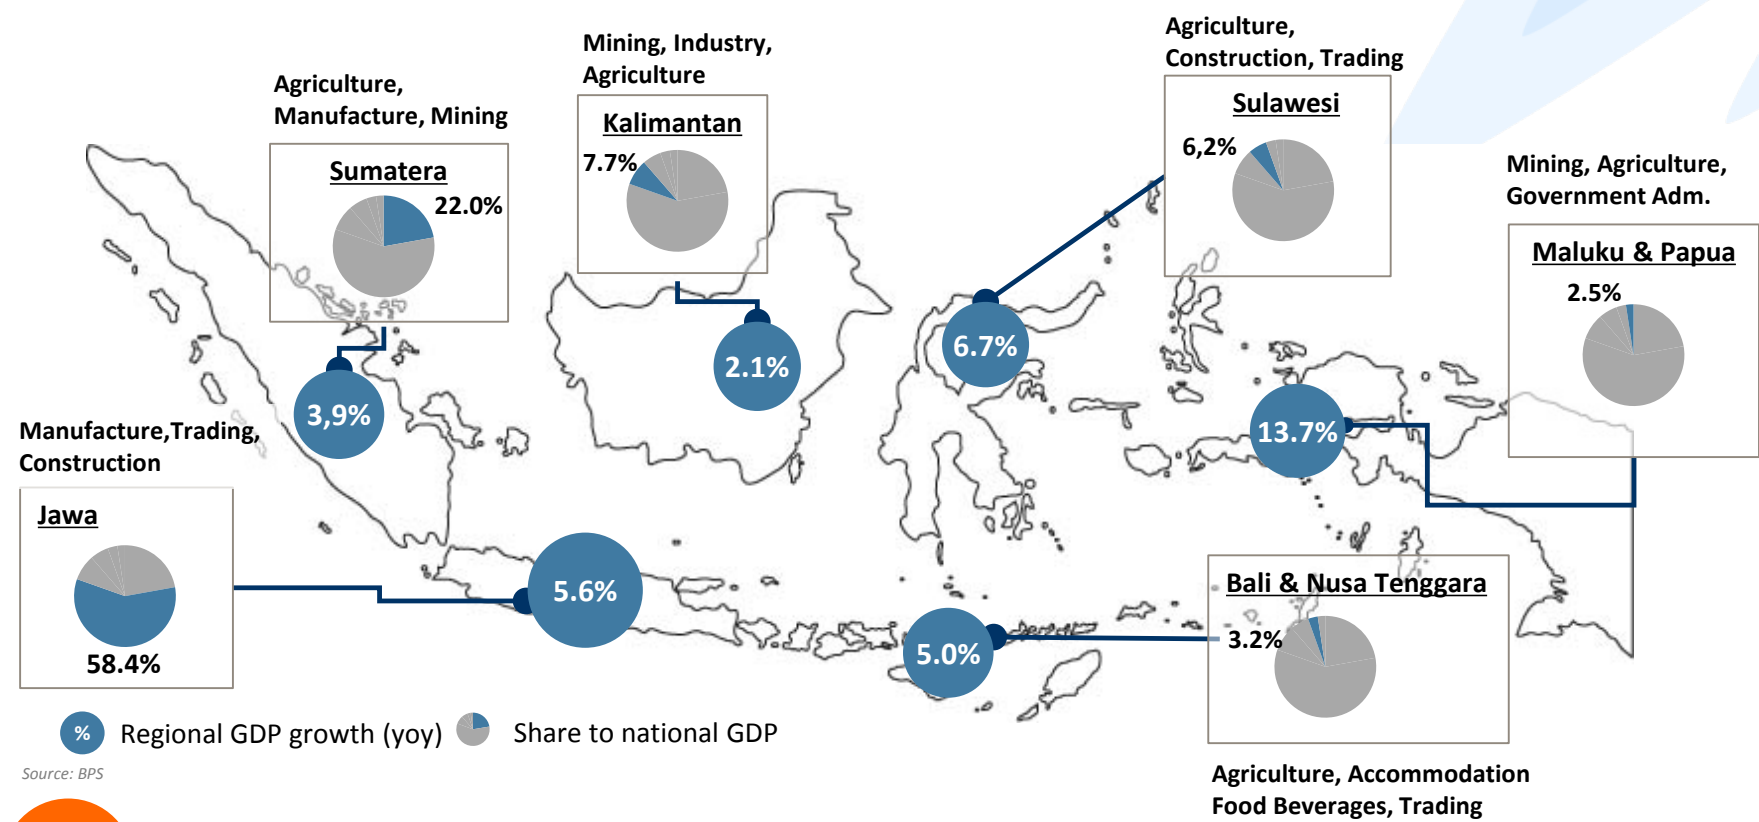 Agriculture,
Manufacture, Mining
Sumatera
22.0%
3,9%
Mining, Industry,
Agriculture
Kalimantan
7.7%
2.1%
Agriculture,
Construction, Trading
Sulawesi
6,2%
6.7%
Mining, Agriculture,
Government Adm.
Maluku & Papua
2.5%
13.7%
Manufacture,Trading,
Construction
Jawa
58.4%
5.6%
Bali & Nusa Tenggara
3.2%
5.0%
Agriculture, Accommodation
Food Beverages, Trading
% Regional GDP growth (yoy)
Share to national GDP
Source: BPS